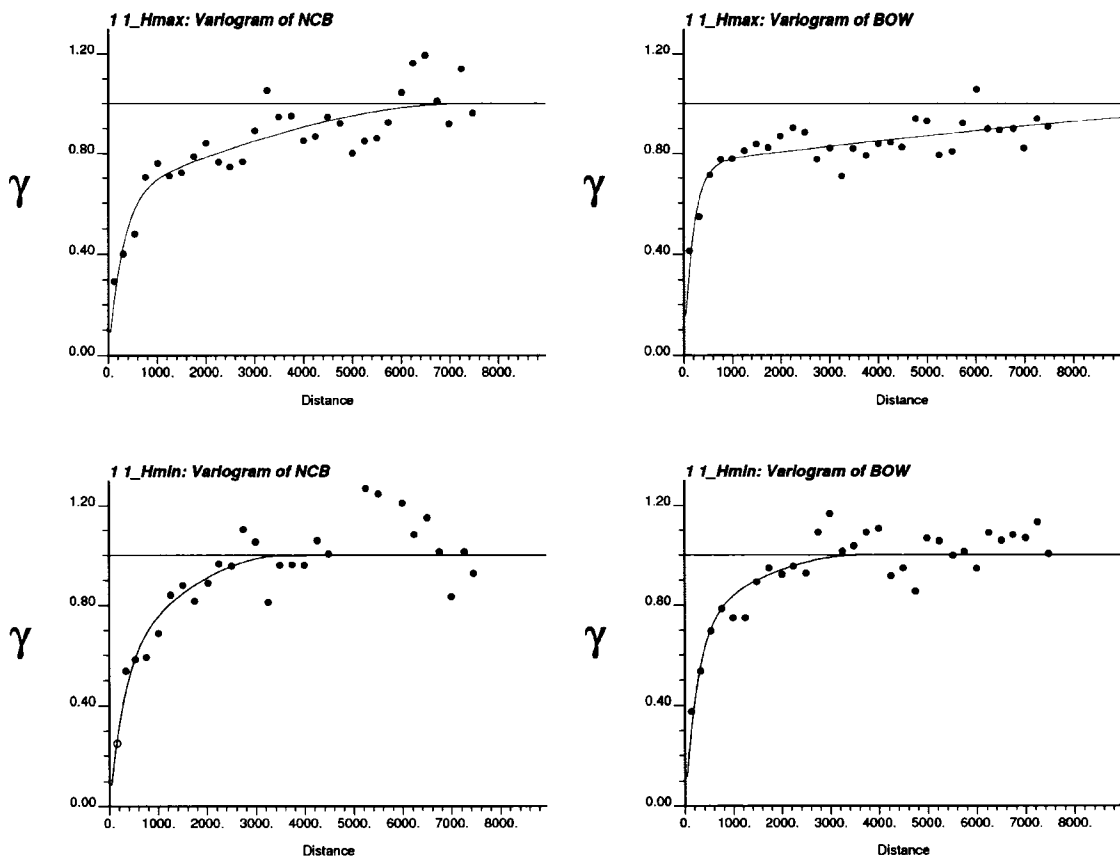 1 1_Hmax: Variogram of NCB
1.20
0.80
γ
0.40
0.00
0. 1000. 2000. 3000. 4000. 5000. 6000. 7000. 8000.
Distance
1 1_Hmax: Variogram of BOW
1.20
0.80
γ
0.40
0.00
0. 1000. 2000. 3000. 4000. 5000. 6000. 7000. 8000.
Distance
1 1_Hmin: Variogram of NCB
1.20
0.80
γ
0.40
0.00
0. 1000. 2000. 3000. 4000. 5000. 6000. 7000. 8000.
Distance
1 1_Hmin: Variogram of BOW
1.20
0.80
γ
0.40
0.00
0. 1000. 2000. 3000. 4000. 5000. 6000. 7000. 8000.
Distance